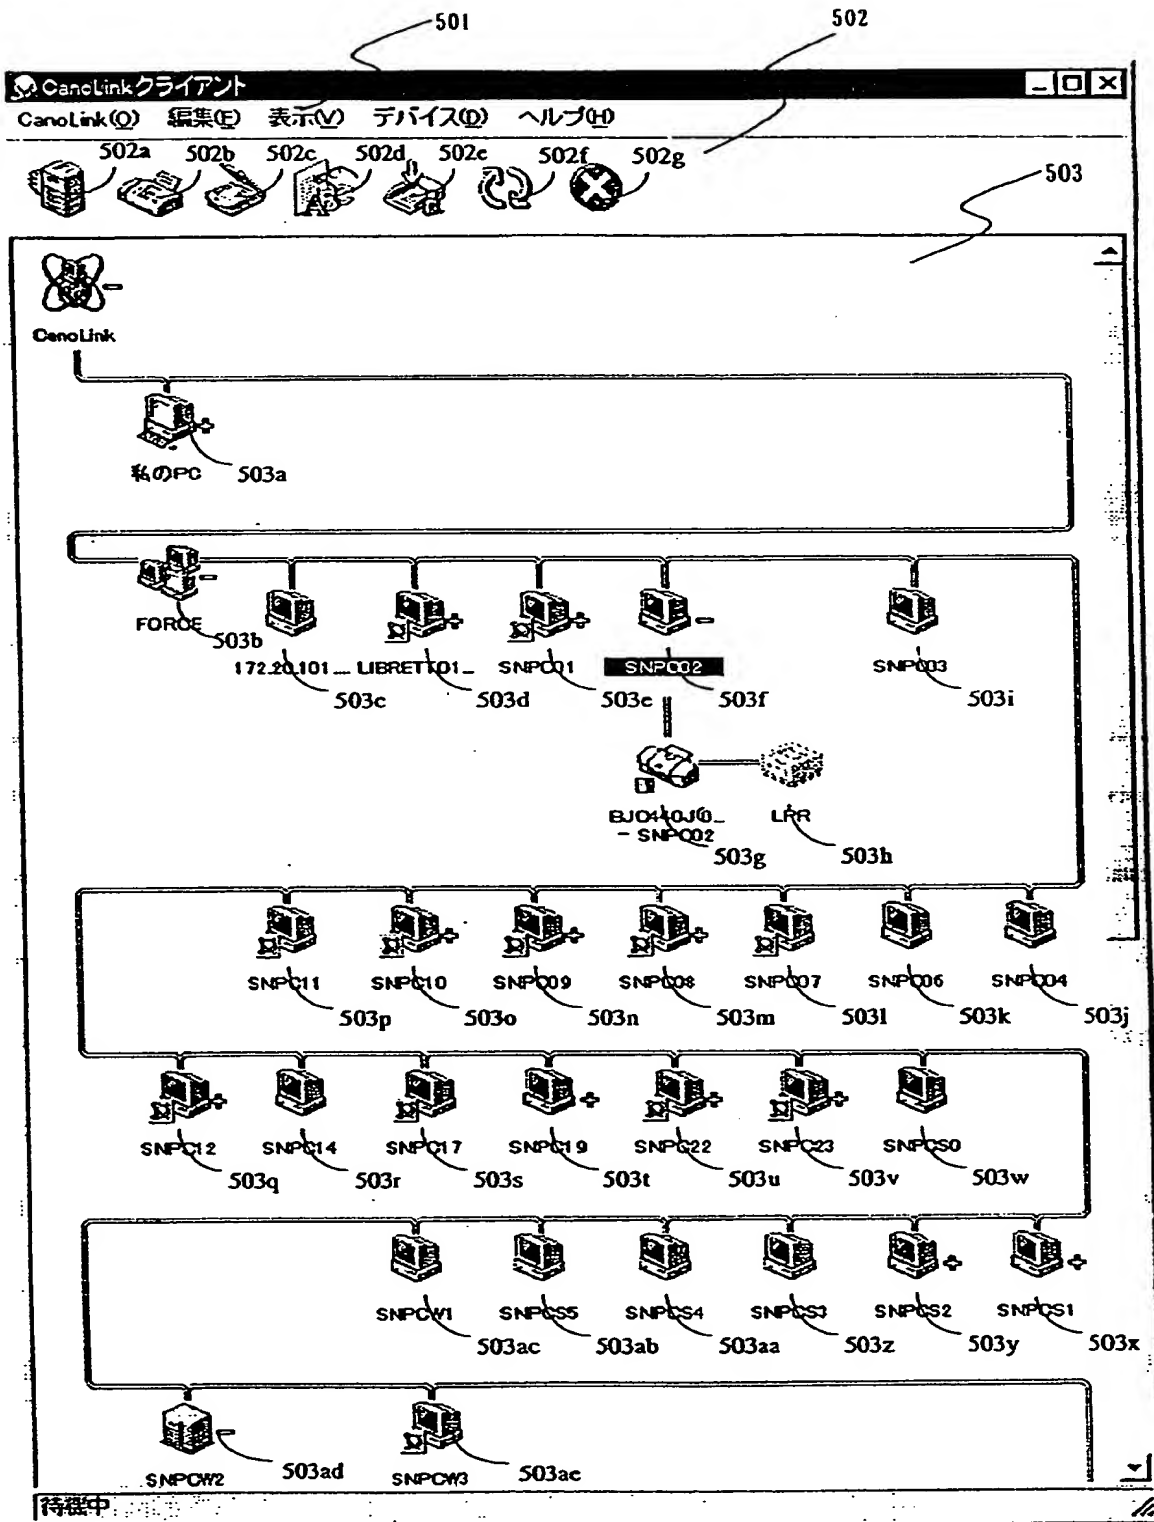 501
502
CanoLinkクライアント
CanoLink(O) 編集(E) 表示(V) デバイス(D) ヘルプ(H)
502a 502b 502c 502d 502e 502f 502g
503
CanoLink
私のPC 503a
FORCE 503b
172.20.101... LIBRETTO1_ SNPC01 SNPC02 SNPC03
503c 503d 503e 503f 503i
BJC440J(6_ LPR
- SNPC02
503g 503h
SNPC11 SNPC10 SNPC09 SNPC08 SNPC07 SNPC06 SNPC04
503p 503o 503n 503m 503l 503k 503j
SNPC12 SNPC14 SNPC17 SNPC19 SNPC22 SNPC23 SNPCS0
503q 503r 503s 503t 503u 503v 503w
SNPCW1 SNPCS5 SNPCS4 SNPCS3 SNPCS2 SNPCS1
503ac 503ab 503aa 503z 503y 503x
SNPCW2 503ad SNPCW3 503ae
待機中